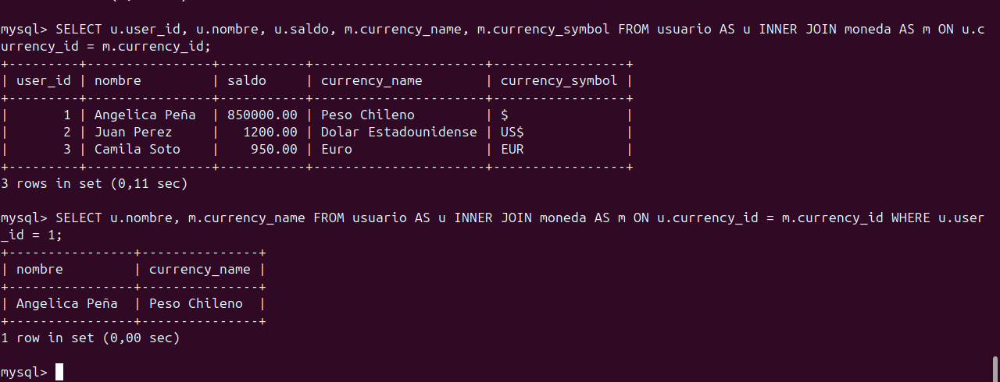 mysql> SELECT u.user_id, u.nombre, u.saldo, m.currency_name, m.currency_symbol FROM usuario AS u INNER JOIN moneda AS m ON u.c
urrency_id = m.currency_id;
+---------+----------------+-----------+----------------------+-----------------+
| user_id | nombre         | saldo     | currency_name        | currency_symbol |
+---------+----------------+-----------+----------------------+-----------------+
|       1 | Angelica Peña  | 850000.00 | Peso Chileno         | $               |
|       2 | Juan Perez     |   1200.00 | Dolar Estadounidense | US$             |
|       3 | Camila Soto    |    950.00 | Euro                 | EUR             |
+---------+----------------+-----------+----------------------+-----------------+
3 rows in set (0,11 sec)
mysql> SELECT u.nombre, m.currency_name FROM usuario AS u INNER JOIN moneda AS m ON u.currency_id = m.currency_id WHERE u.user
_id = 1;
+----------------+---------------+
| nombre         | currency_name |
+----------------+---------------+
| Angelica Peña  | Peso Chileno  |
+----------------+---------------+
1 row in set (0,00 sec)
mysql>